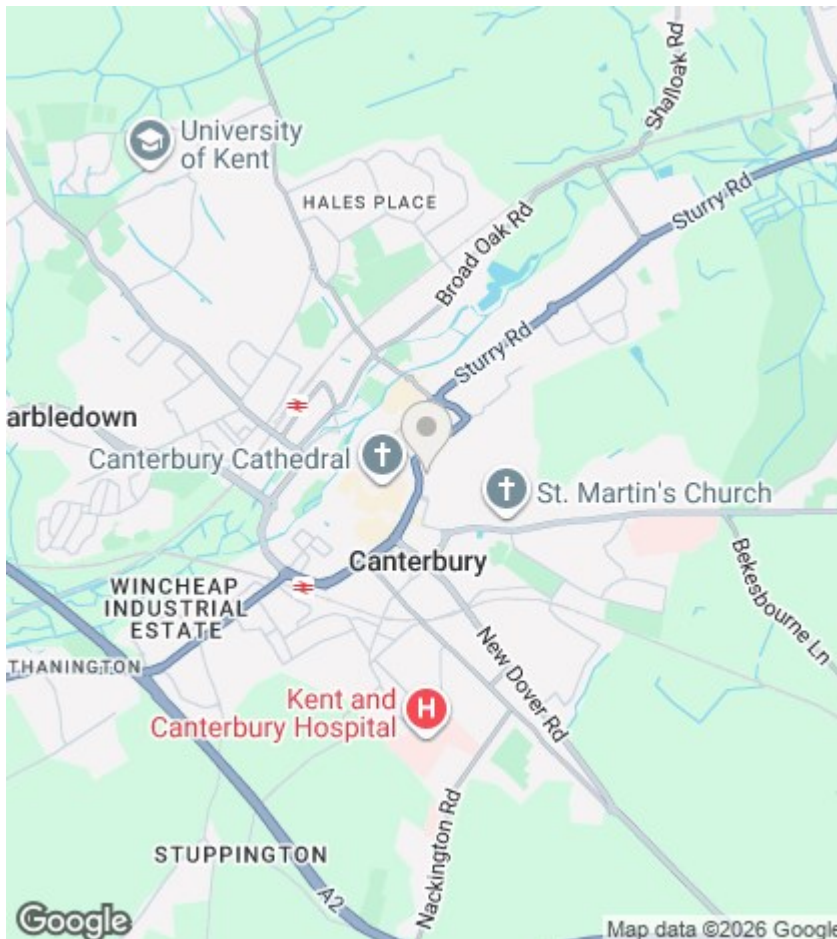 Shalloak Rd
University
of Kent
HALES PLACE
Broad Oak Rd
Sturry Rd
Sturry Rd
arbledown
Canterbury Cathedral
St. Martin's Church
Canterbury
WINCHEAP
INDUSTRIAL
ESTATE
Bekesbourne Ln
THANINGTON
New Dover Rd
Kent and
Canterbury Hospital
H
Nackington Rd
STUPPINGTON
A2
Google
Map data ©2026 Google